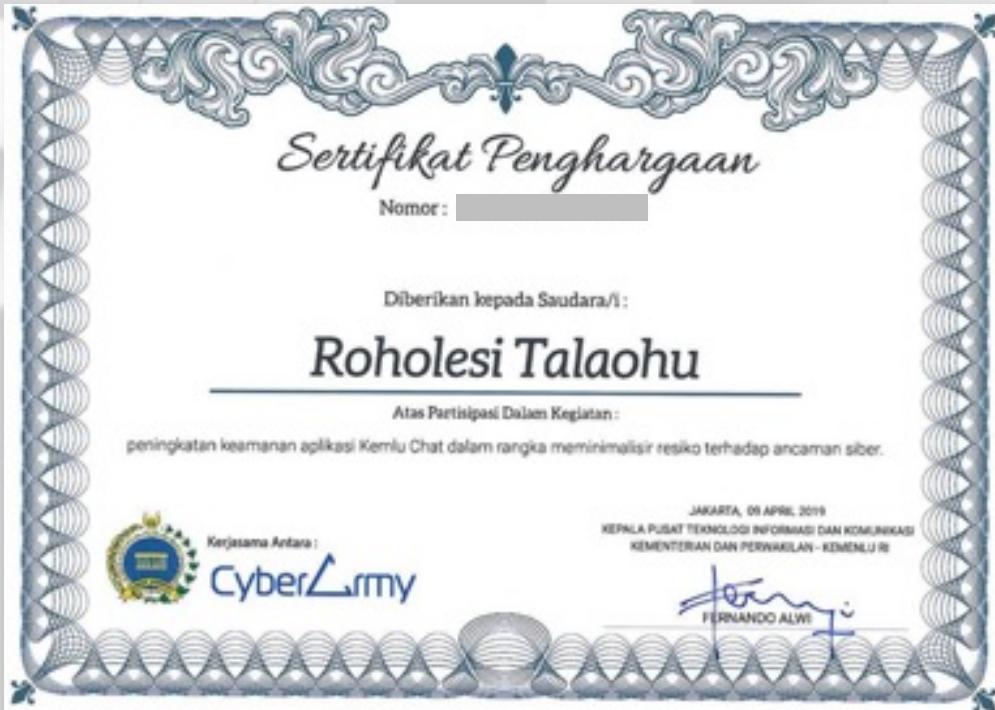 Sertifikat Penghargaan
Nomor :
Diberikan kepada Saudara/i :
Roholesi Talaohu
Atas Partisipasi Dalam Kegiatan :
peningkatan keamanan aplikasi Kemlu Chat dalam rangka meminimalisir resiko terhadap ancaman siber.
Kerjasama Antara :
CyberArmy
JAKARTA, 09 APRIL 2019
KEPALA PUSAT TEKNOLOGI INFORMASI DAN KOMUNIKASI
KEMENTERIAN DAN PERWAKILAN - KEMENLU RI
FERNANDO ALWI